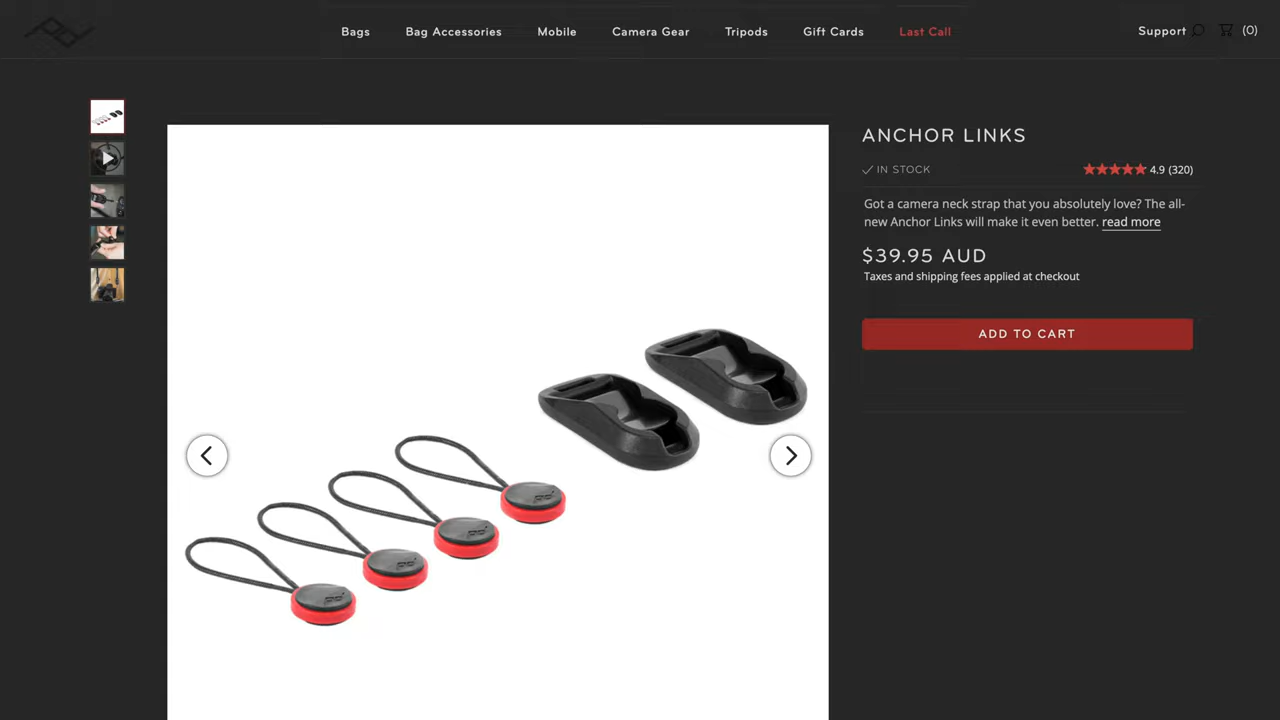 Bags
Bag Accessories
Mobile
Camera Gear
Tripods
Gift Cards
Last Call
Support
(0)
ANCHOR LINKS
IN STOCK
4.9 (320)
Got a camera neck strap that you absolutely love? The all-
new Anchor Links will make it even better. read more
$39.95 AUD
Taxes and shipping fees applied at checkout
ADD TO CART